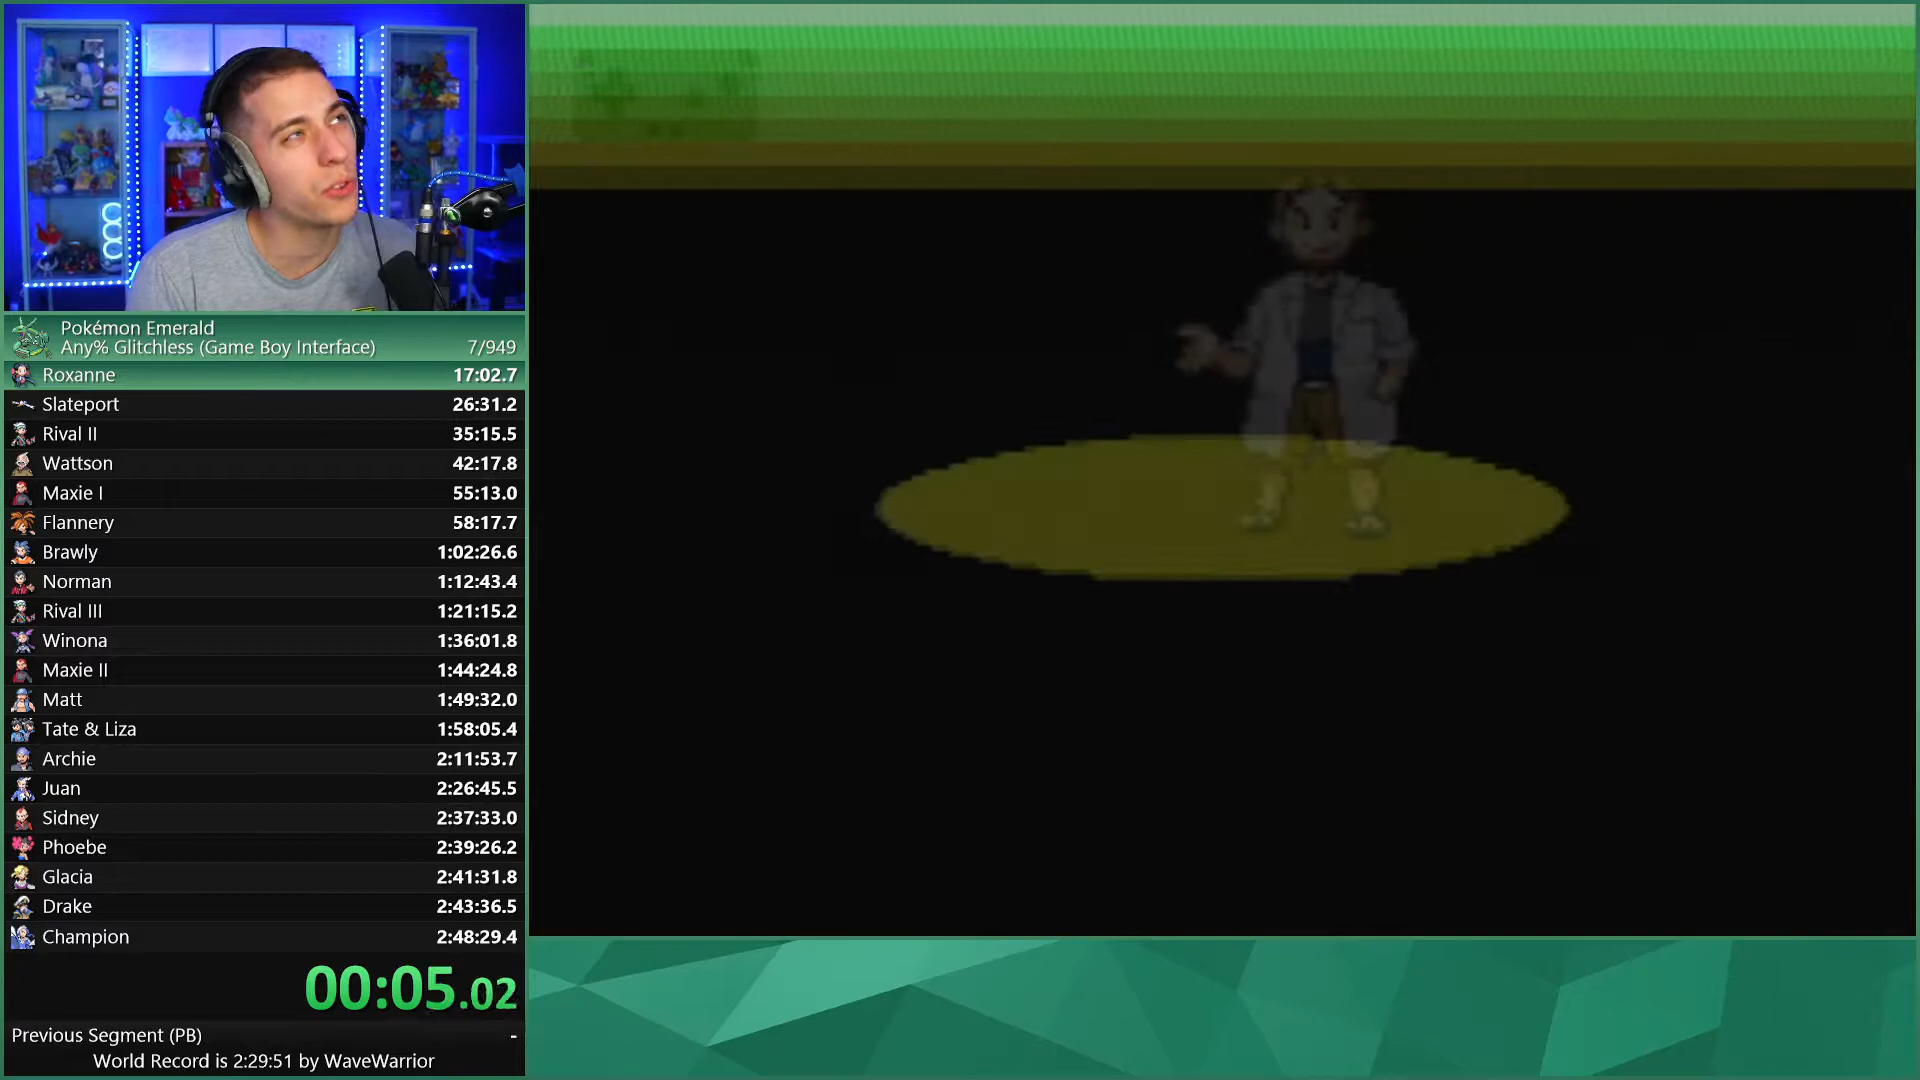 Pokémon Emerald
Any% Glitchless (Game Boy Interface) 7/949
Roxanne 17:02.7
Slateport 26:31.2
Rival II 35:15.5
Wattson 42:17.8
Maxie I 55:13.0
Flannery 58:17.7
Brawly 1:02:26.6
Norman 1:12:43.4
Rival III 1:21:15.2
Winona 1:36:01.8
Maxie II 1:44:24.8
Matt 1:49:32.0
Tate & Liza 1:58:05.4
Archie 2:11:53.7
Juan 2:26:45.5
Sidney 2:37:33.0
Phoebe 2:39:26.2
Glacia 2:41:31.8
Drake 2:43:36.5
Champion 2:48:29.4
00:05.02
Previous Segment (PB) -
World Record is 2:29:51 by WaveWarrior